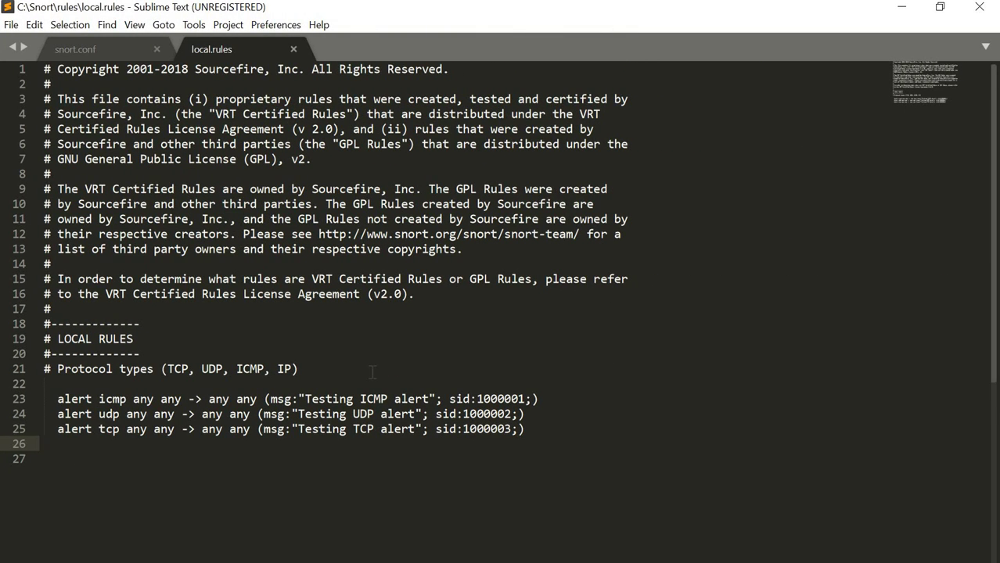 C:\Snort\rules\local.rules - Sublime Text (UNREGISTERED)
File Edit Selection Find View Goto Tools Project Preferences Help
snort.conf × local.rules ×
1 # Copyright 2001-2018 Sourcefire, Inc. All Rights Reserved.
2 #
3 # This file contains (i) proprietary rules that were created, tested and certified by
4 # Sourcefire, Inc. (the "VRT Certified Rules") that are distributed under the VRT
5 # Certified Rules License Agreement (v 2.0), and (ii) rules that were created by
6 # Sourcefire and other third parties (the "GPL Rules") that are distributed under the
7 # GNU General Public License (GPL), v2.
8 #
9 # The VRT Certified Rules are owned by Sourcefire, Inc. The GPL Rules were created
10 # by Sourcefire and other third parties. The GPL Rules created by Sourcefire are
11 # owned by Sourcefire, Inc., and the GPL Rules not created by Sourcefire are owned by
12 # their respective creators. Please see http://www.snort.org/snort/snort-team/ for a
13 # list of third party owners and their respective copyrights.
14 #
15 # In order to determine what rules are VRT Certified Rules or GPL Rules, please refer
16 # to the VRT Certified Rules License Agreement (v2.0).
17 #
18 #-------------
19 # LOCAL RULES
20 #-------------
21 # Protocol types (TCP, UDP, ICMP, IP)
22
23 alert icmp any any -> any any (msg:"Testing ICMP alert"; sid:1000001;)
24 alert udp any any -> any any (msg:"Testing UDP alert"; sid:1000002;)
25 alert tcp any any -> any any (msg:"Testing TCP alert"; sid:1000003;)
26
27